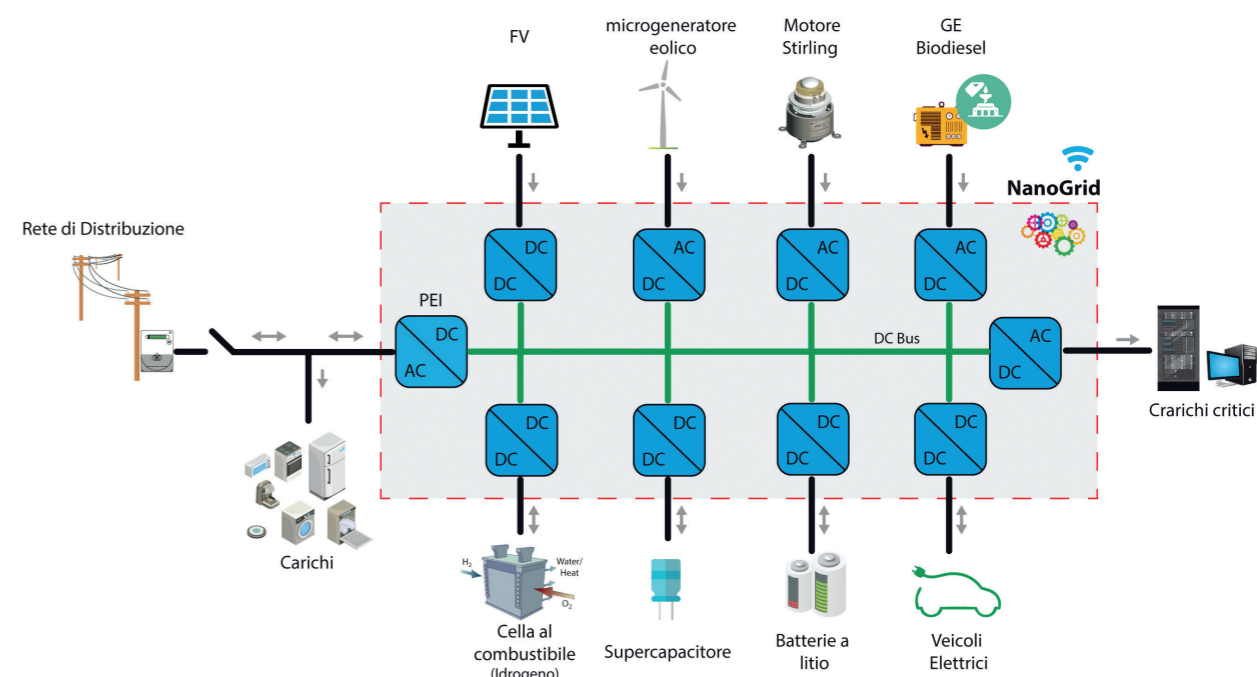 FV
microgeneratore
eolico
Motore
Stirling
GE
Biodiesel
NanoGrid
Rete di Distribuzione
DC
DC
AC
DC
AC
DC
AC
DC
PEI
DC
AC
DC Bus
AC
DC
DC
DC
DC
DC
DC
DC
DC
DC
Crarichi critici
Carichi
H2
Water/
Heat
O2
Cella al
combustibile
(Idrogeno)
Supercapacitore
Batterie a
litio
Veicoli
Elettrici